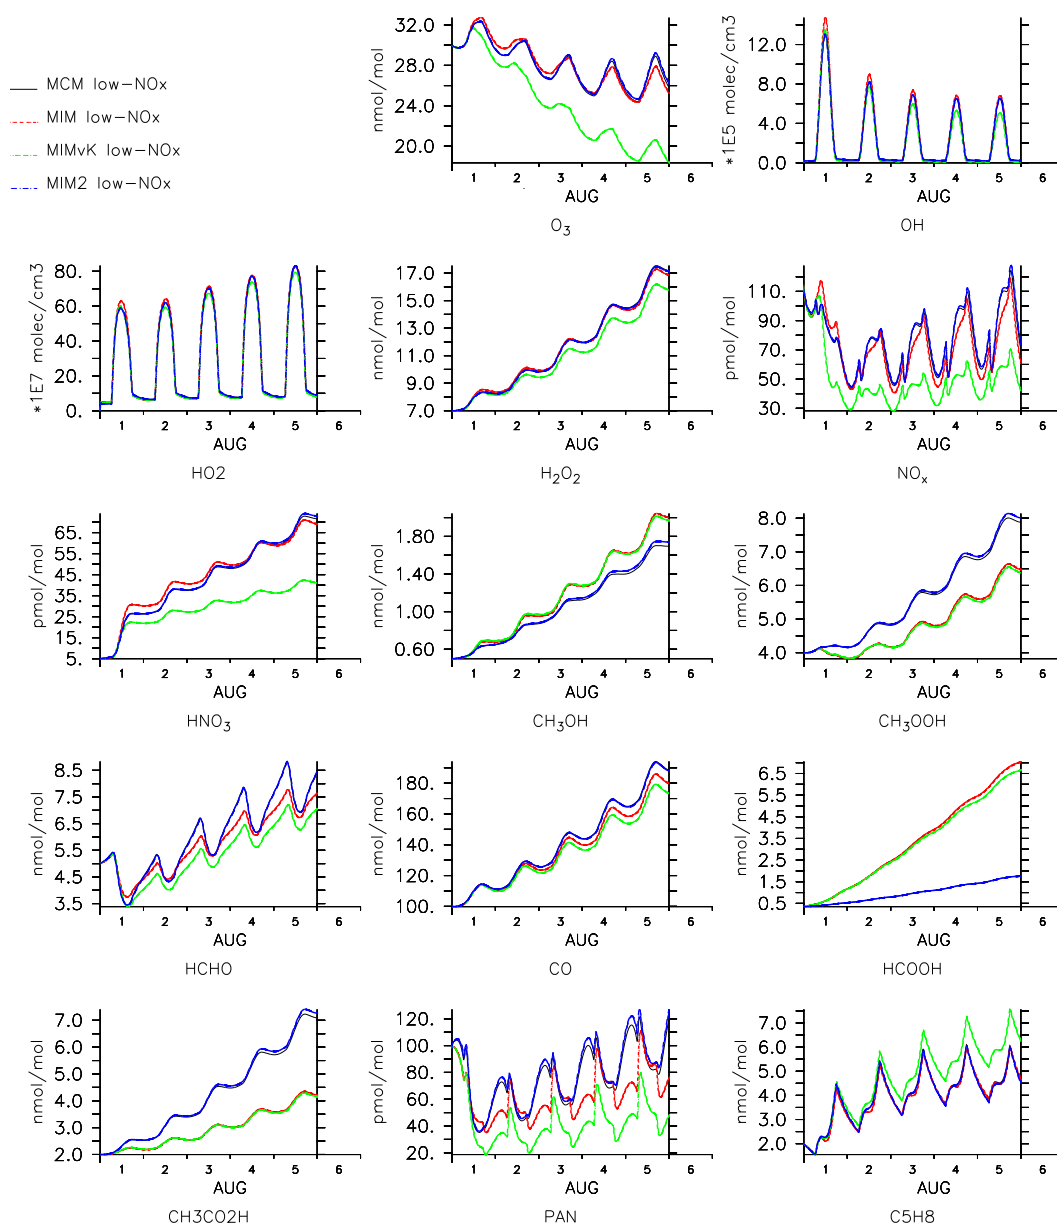 MCM low-NOx
MIM low-NOx
MIMvK low-NOx
MIM2 low-NOx
nmol/mol
32.0
28.0
24.0
20.0
1 2 3 4 5 6
AUG
O3
*1E5 molec/cm3
12.0
8.0
4.0
0.0
1 2 3 4 5 6
AUG
OH
*1E7 molec/cm3
80.
60.
40.
20.
0.
1 2 3 4 5 6
AUG
HO2
nmol/mol
17.0
15.0
13.0
11.0
9.0
7.0
1 2 3 4 5 6
AUG
H2O2
pmol/mol
110.
90.
70.
50.
30.
1 2 3 4 5 6
AUG
NOx
pmol/mol
65.
55.
45.
35.
25.
15.
5.
1 2 3 4 5 6
AUG
HNO3
nmol/mol
1.80
1.40
1.00
0.60
1 2 3 4 5 6
AUG
CH3OH
nmol/mol
8.0
7.0
6.0
5.0
4.0
1 2 3 4 5 6
AUG
CH3OOH
nmol/mol
8.5
7.5
6.5
5.5
4.5
3.5
1 2 3 4 5 6
AUG
HCHO
nmol/mol
180.
160.
140.
120.
100.
1 2 3 4 5 6
AUG
CO
nmol/mol
6.5
5.5
4.5
3.5
2.5
1.5
0.5
1 2 3 4 5 6
AUG
HCOOH
nmol/mol
7.0
6.0
5.0
4.0
3.0
2.0
1 2 3 4 5 6
AUG
CH3CO2H
pmol/mol
120.
100.
80.
60.
40.
20.
1 2 3 4 5 6
AUG
PAN
nmol/mol
7.0
6.0
5.0
4.0
3.0
2.0
1 2 3 4 5 6
AUG
C5H8